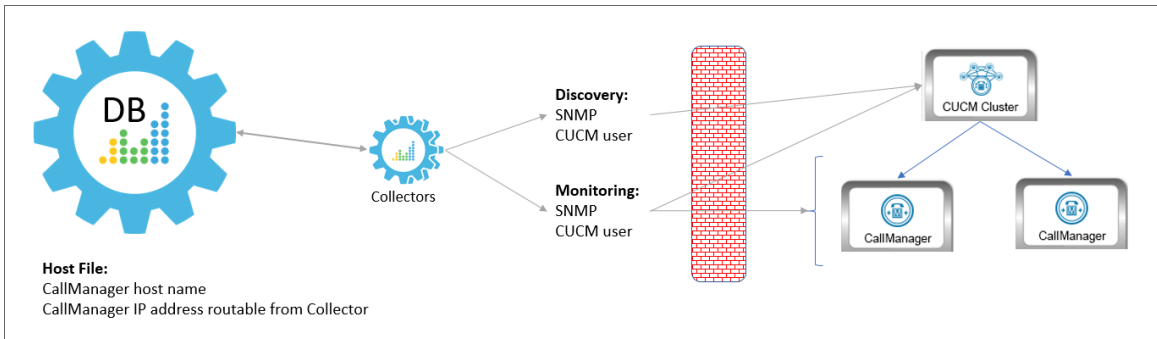 DB
Collectors
Discovery:
SNMP
CUCM user
Monitoring:
SNMP
CUCM user
CUCM Cluster
CallManager
CallManager
Host File:
CallManager host name
CallManager IP address routable from Collector